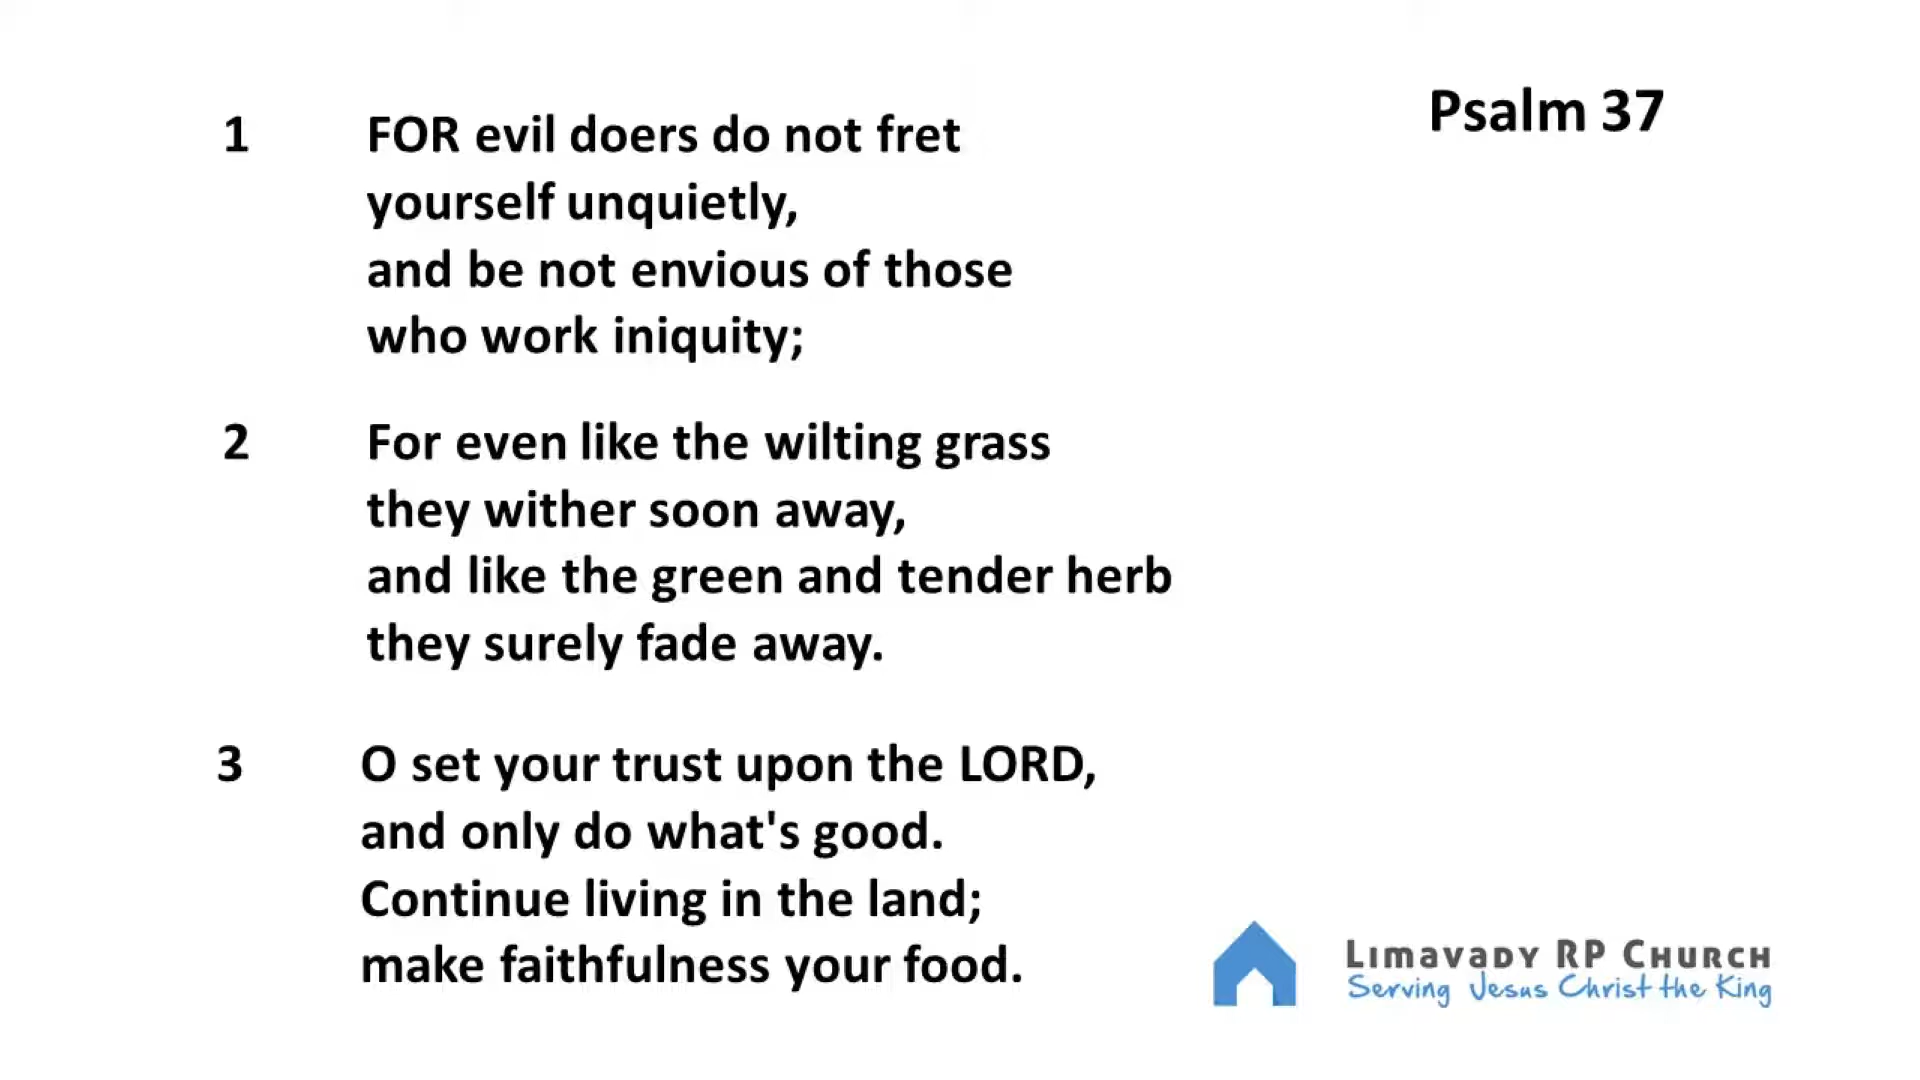 Psalm 37
1 FOR evil doers do not fret
yourself unquietly,
and be not envious of those
who work iniquity;
2 For even like the wilting grass
they wither soon away,
and like the green and tender herb
they surely fade away.
3 O set your trust upon the LORD,
and only do what's good.
Continue living in the land;
make faithfulness your food.
LIMAVADY RP CHURCH
Serving Jesus Christ the King